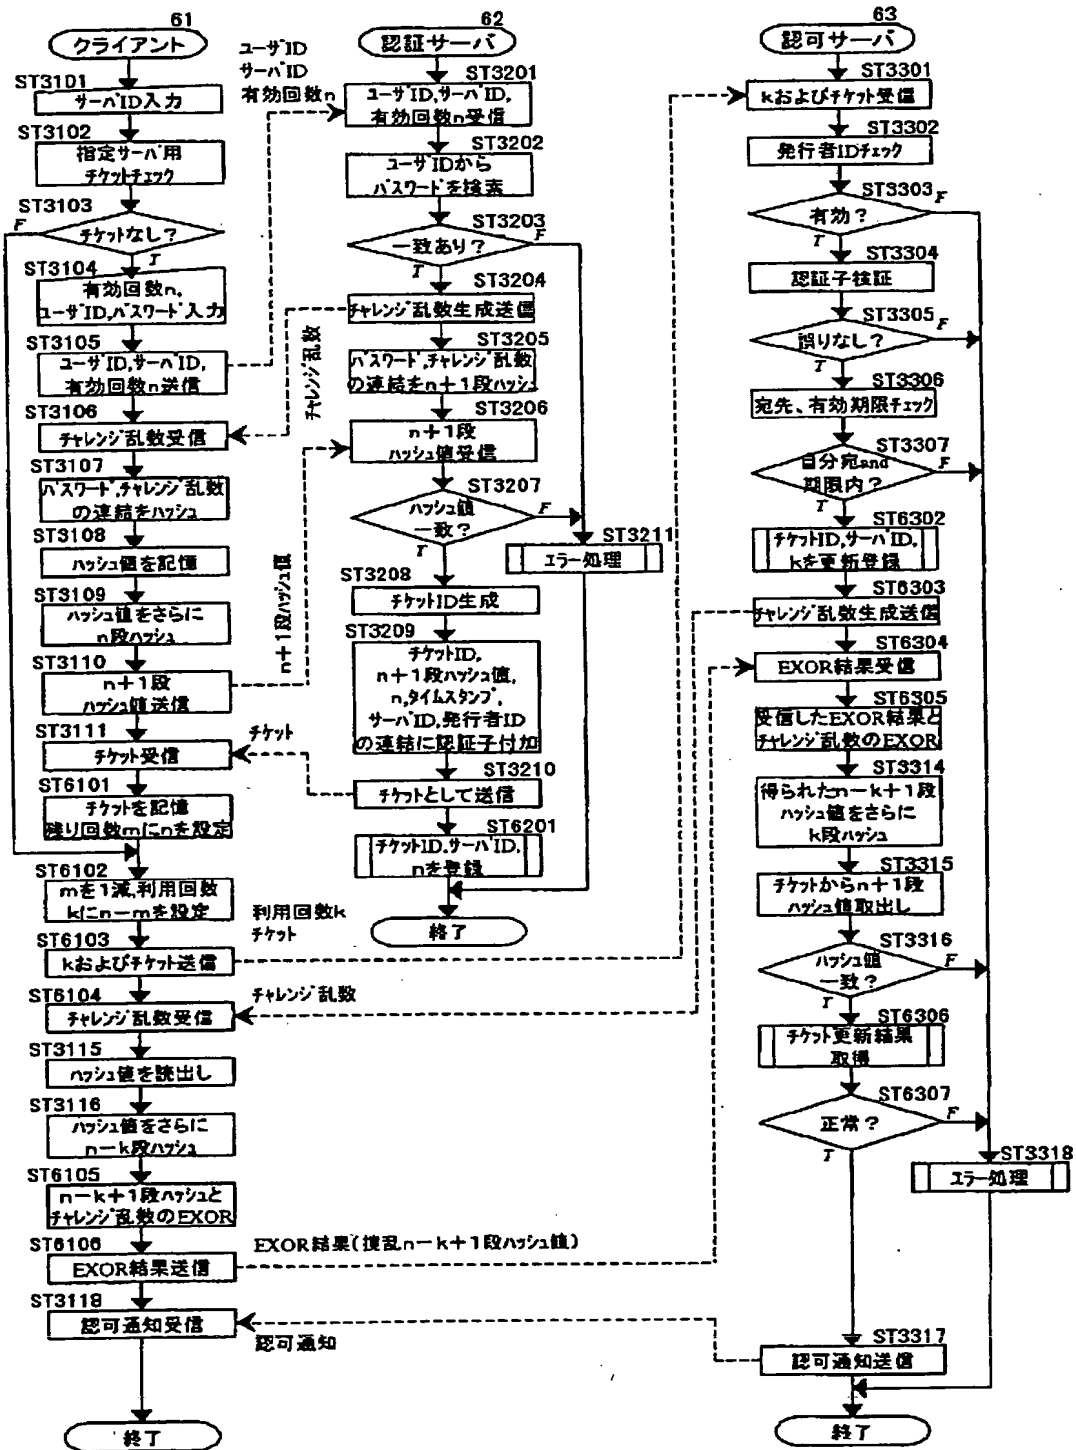 61
クライアント
ST3101
サーバID入力
ST3102
指定サーバ用
チケットチェック
ST3103
チケットなし?
F
T
ST3104
有効回数n,
ユーザID,パスワード入力
ST3105
ユーザID,サーバID,
有効回数n送信
ST3106
チャレンジ乱数受信
ST3107
パスワード,チャレンジ乱数
の連結をハッシュ
ST3108
ハッシュ値を記憶
ST3109
ハッシュ値をさらに
n段ハッシュ
ST3110
n+1段
ハッシュ値送信
ST3111
チケット受信
ST6101
チケットを記憶
残り回数mにnを設定
ST6102
mを1減,利用回数
kにn-mを設定
ST6103
kおよびチケット送信
ST6104
チャレンジ乱数受信
ST3115
ハッシュ値を読出し
ST3116
ハッシュ値をさらに
n-k段ハッシュ
ST6105
n-k+1段ハッシュと
チャレンジ乱数のEXOR
ST6106
EXOR結果送信
ST3118
認可通知受信
終了
ユーザID
サーバID
有効回数n
チャレンジ乱数
n+1段ハッシュ値
チケット
利用回数k
チケット
チャレンジ乱数
EXOR結果(撹乱n-k+1段ハッシュ値)
認可通知
62
認証サーバ
ST3201
ユーザID,サーバID,
有効回数n受信
ST3202
ユーザIDから
パスワードを検索
ST3203
一致あり?
F
T
ST3204
チャレンジ乱数生成送信
ST3205
パスワード,チャレンジ乱数
の連結をn+1段ハッシュ
ST3206
n+1段
ハッシュ値受信
ST3207
ハッシュ値
一致?
F
T
ST3211
エラー処理
ST3208
チケットID生成
ST3209
チケットID,
n+1段ハッシュ値,
n,タイムスタンプ,
サーバID,発行者ID
の連結に認証子付加
ST3210
チケットとして送信
ST6201
チケットID,サーバID,
nを登録
終了
63
認可サーバ
ST3301
kおよびチケット受信
ST3302
発行者IDチェック
ST3303
有効?
F
T
ST3304
認証子検証
ST3305
誤りなし?
F
T
ST3306
宛先、有効期限チェック
ST3307
自分宛and
期限内?
F
T
ST6302
チケットID,サーバID,
kを更新登録
ST6303
チャレンジ乱数生成送信
ST6304
EXOR結果受信
ST6305
受信したEXOR結果と
チャレンジ乱数のEXOR
ST3314
得られたn-k+1段
ハッシュ値をさらに
k段ハッシュ
ST3315
チケットからn+1段
ハッシュ値取出し
ST3316
ハッシュ値
一致?
F
T
ST6306
チケット更新結果
取得
ST6307
正常?
F
T
ST3318
エラー処理
ST3317
認可通知送信
終了